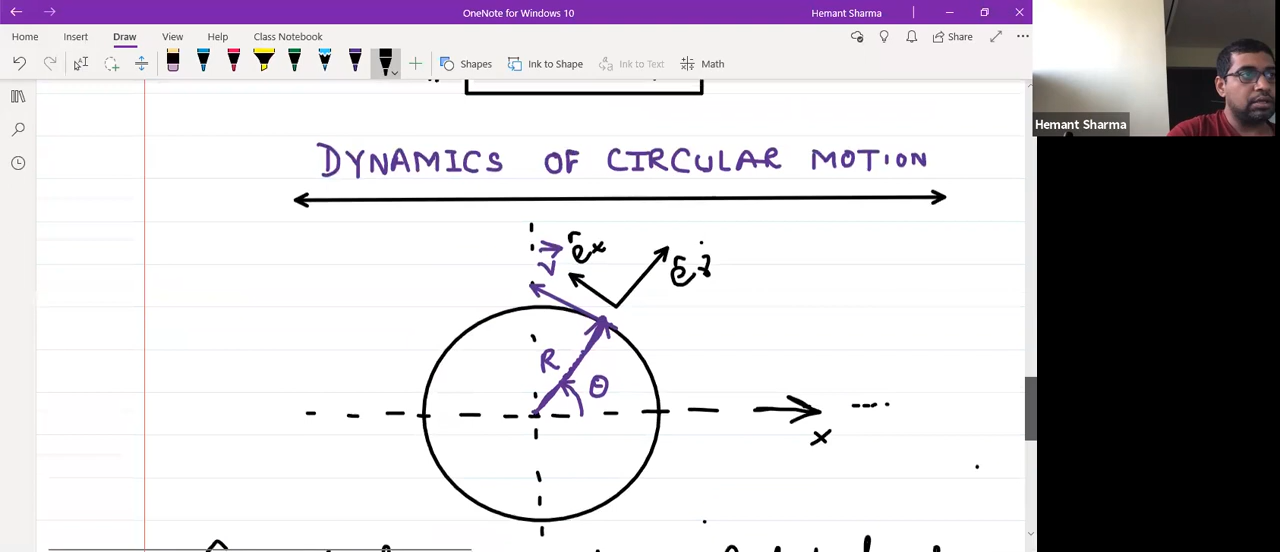 OneNote for Windows 10
Hemant Sharma
Home Insert Draw View Help Class Notebook
Share
Shapes Ink to Shape Ink to Text Math
Hemant Sharma
DYNAMICS OF CIRCULAR MOTION
V
R θ
x